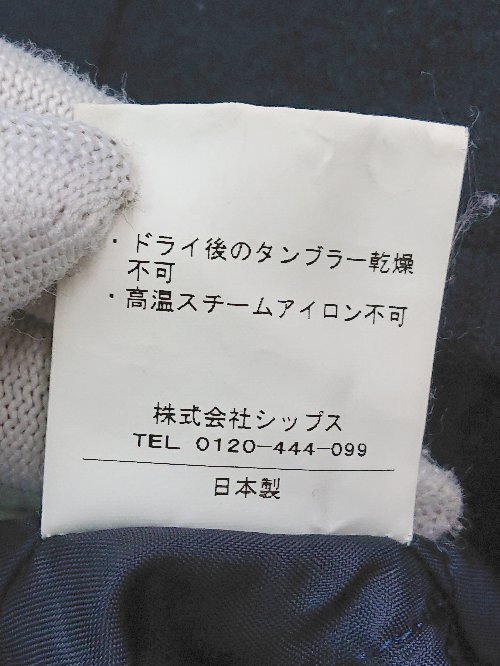 ・ドライ後のタンブラー乾燥
不可
・高温スチームアイロン不可
株式会社シップス
TEL 0120-444-099
日本製